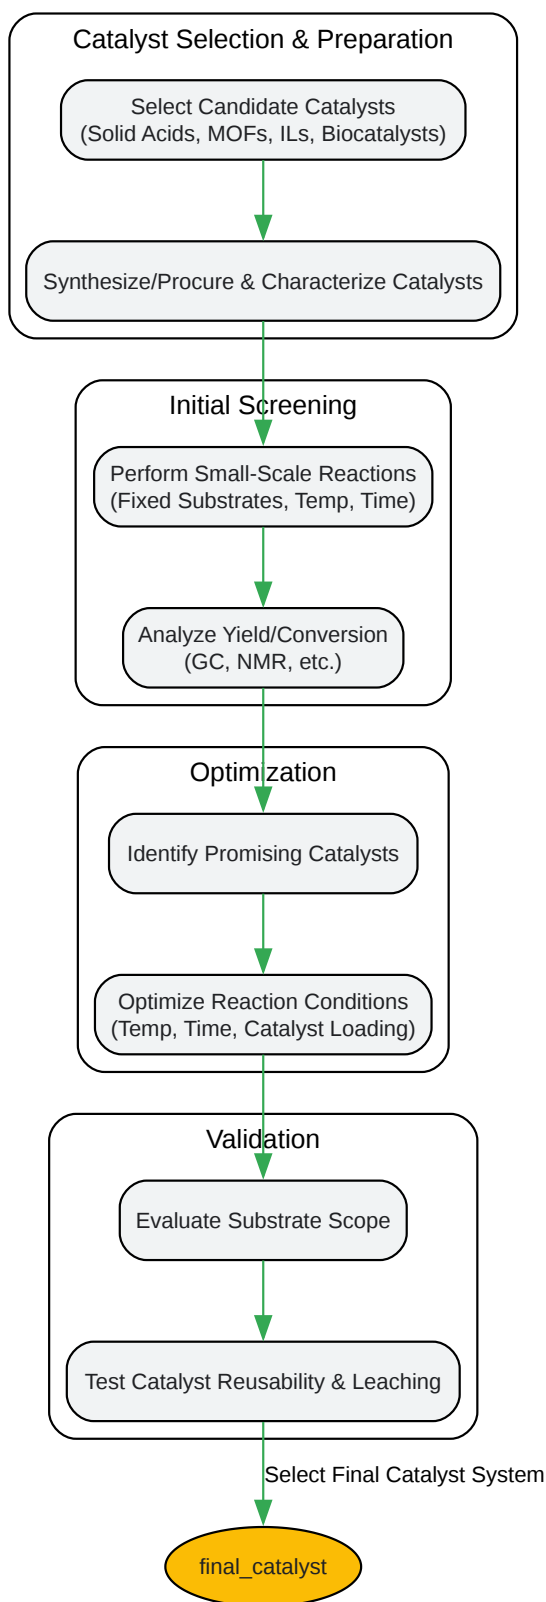 Catalyst Selection & Preparation
Select Candidate Catalysts
(Solid Acids, MOFs, ILs, Biocatalysts)
Synthesize/Procure & Characterize Catalysts
Initial Screening
Perform Small-Scale Reactions
(Fixed Substrates, Temp, Time)
Analyze Yield/Conversion
(GC, NMR, etc.)
Optimization
Identify Promising Catalysts
Optimize Reaction Conditions
(Temp, Time, Catalyst Loading)
Validation
Evaluate Substrate Scope
Test Catalyst Reusability & Leaching
Select Final Catalyst System
final_catalyst